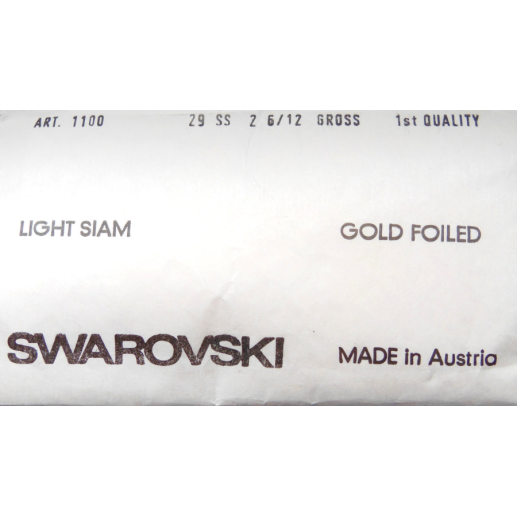 ART. 1100 29 SS 2 6/12 GROSS 1st QUALITY
LIGHT SIAM GOLD FOILED
SWAROVSKI MADE in Austria